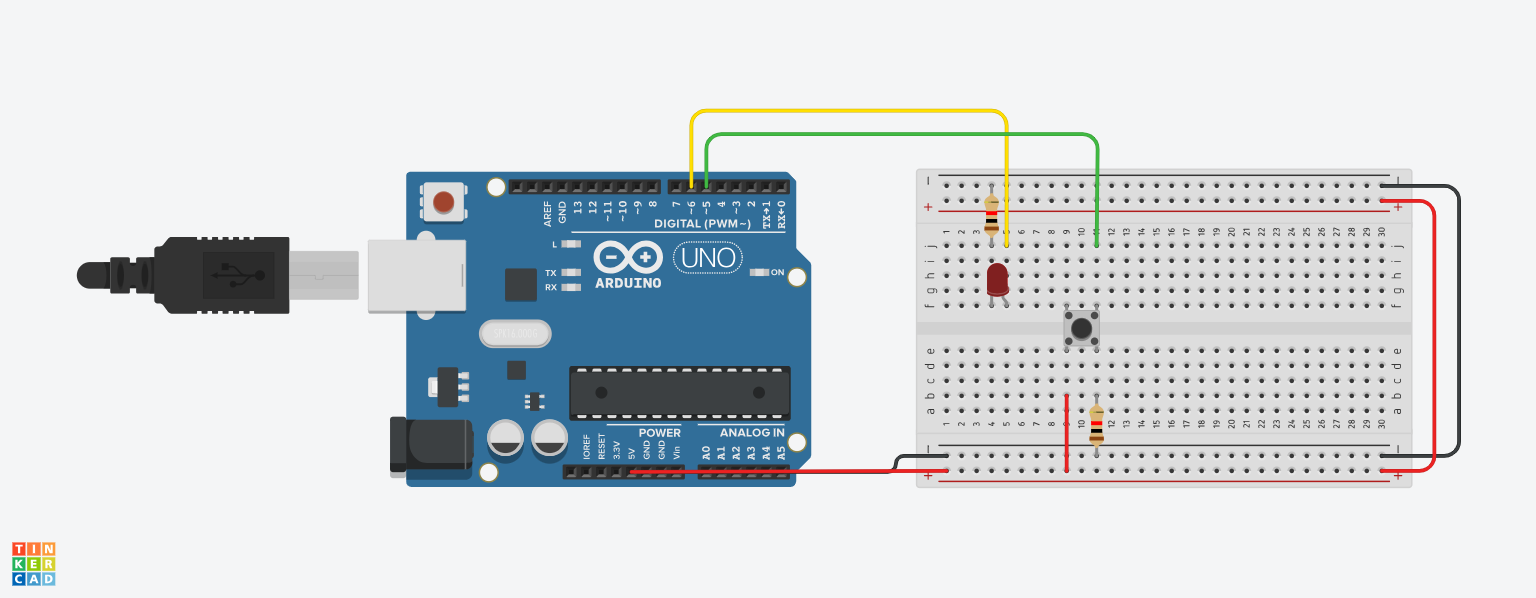 AREF
GND
13
12
~11
~10
~9
8
7
~6
~5
4
~3
2
TX→1
RX←0
DIGITAL (PWM~)
L
TX
RX
UNO
ON
ARDUINO
SPK16.000G
POWER
ANALOG IN
IOREF
RESET
3.3V
5V
GND
GND
Vin
A0
A1
A2
A3
A4
A5
− −
+ +
1 2 3 4 5 6 7 8 9 10 11 12 13 14 15 16 17 18 19 20 21 22 23 24 25 26 27 28 29 30
j j
i i
h h
g g
f f
e e
d d
c c
b b
a a
1 2 3 4 5 6 7 8 9 10 11 12 13 14 15 16 17 18 19 20 21 22 23 24 25 26 27 28 29 30
− −
+ +
TIN
KER
CAD